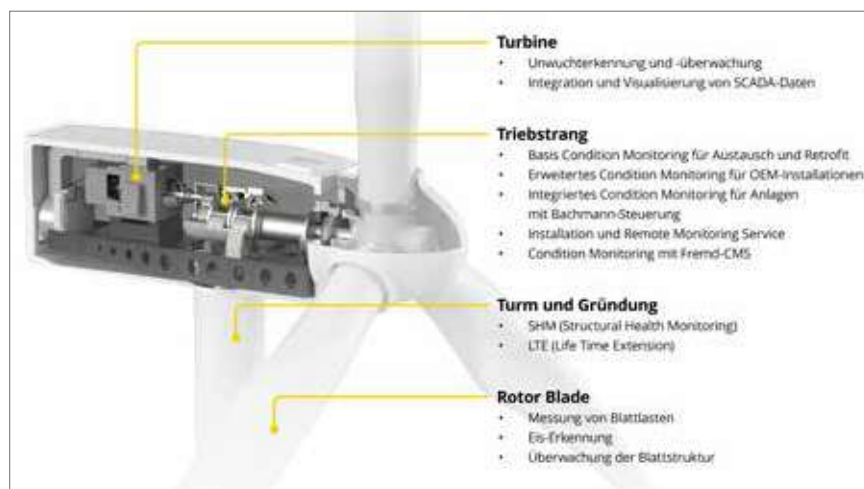 Turbine
• Unwuchterkennung und -überwachung
• Integration und Visualisierung von SCADA-Daten
Triebstrang
• Basis Condition Monitoring für Austausch und Retrofit
• Erweitertes Condition Monitoring für OEM-Installationen
• Integriertes Condition Monitoring für Anlagen
mit Bachmann-Steuerung
• Installation und Remote Monitoring Service
• Condition Monitoring mit Fremd-CMS
Turm und Gründung
• SHM (Structural Health Monitoring)
• LTE (Life Time Extension)
Rotor Blade
• Messung von Blattlasten
• Eis-Erkennung
• Überwachung der Blattstruktur